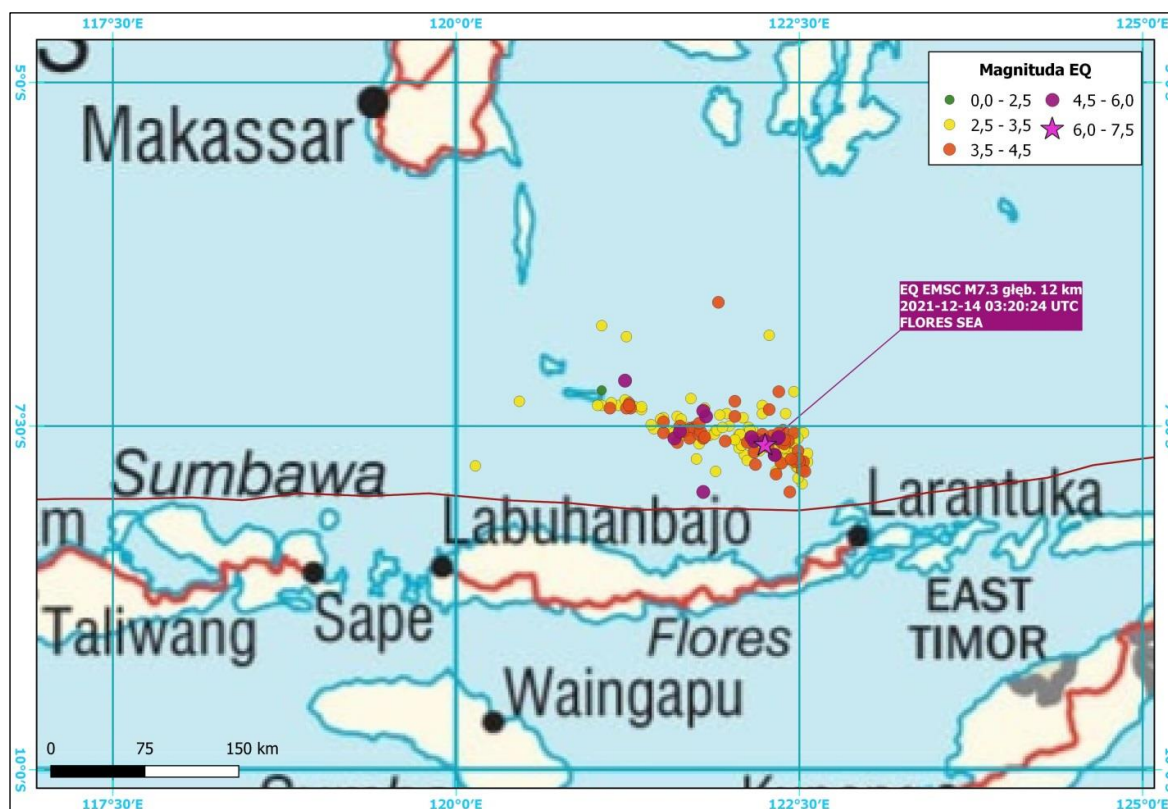 117°30'E 120°0'E 122°30'E 125°0'E
S
Magnituda EQ
0,0 - 2,5 4,5 - 6,0
2,5 - 3,5 6,0 - 7,5
3,5 - 4,5
5°0'S
Makassar
EQ EMSC M7.3 głęb. 12 km
2021-12-14 03:20:24 UTC
FLORES SEA
7°30'S
Sumbawa
Larantuka
Labuhanbajo
m
EAST
TIMOR
Taliwang
Sape
Flores
Waingapu
0 75 150 km
10°0'S 10°0'S
117°30'E 120°0'E 122°30'E 125°0'E